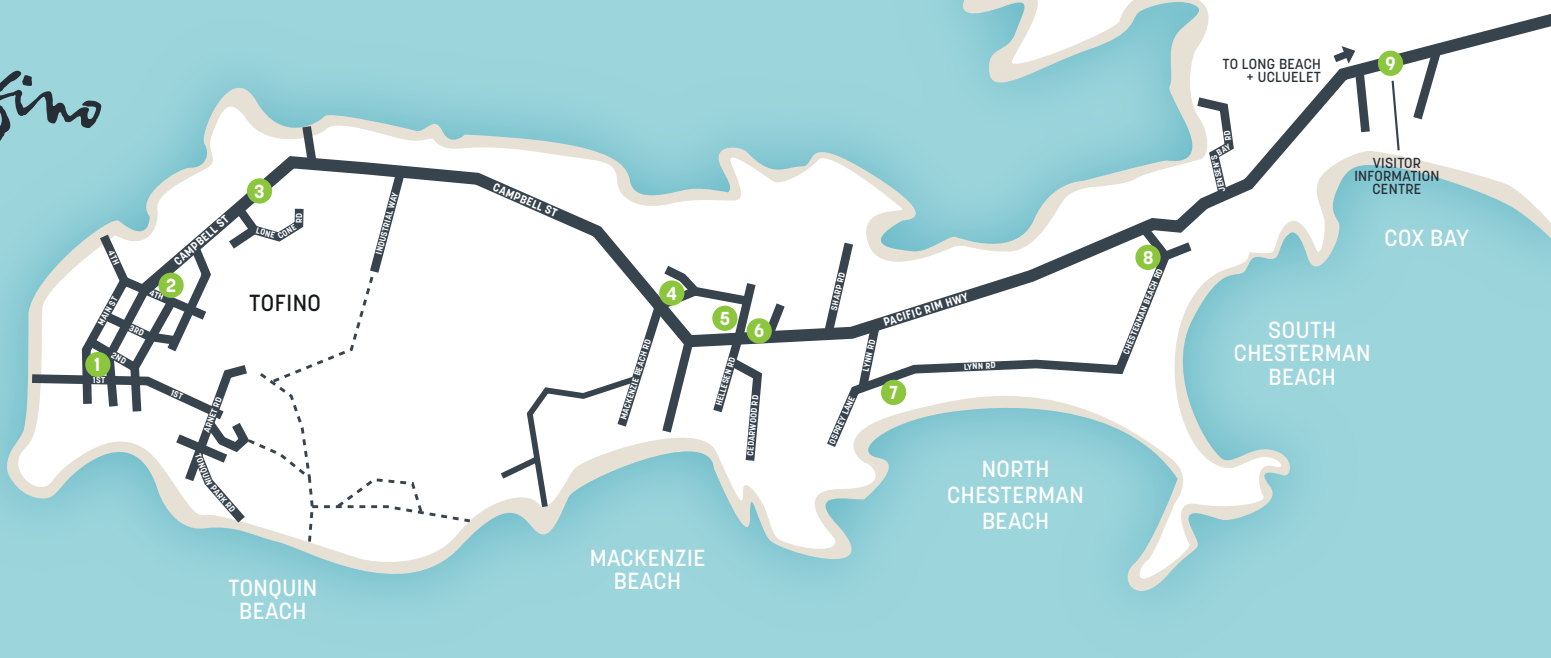 TO LONG BEACH
+ UCLUELET
9
VISITOR
INFORMATION
CENTRE
COX BAY
JENSEN'S BAY RD
3
CAMPBELL ST
LONE CONE RD
INDUSTRIAL WAY
CAMPBELL ST
4TH
2
4TH
TOFINO
MAIN ST
3RD
1
2ND
1ST
1ST
ARNET RD
TONQUIN PARK RD
4
5
6
SHARP RD
PACIFIC RIM HWY
8
CHESTERMAN BEACH RD
MACKENZIE BEACH RD
HELLESEN RD
CEDARWOOD RD
LYNN RD
LYNN RD
7
OSPREY LANE
SOUTH
CHESTERMAN
BEACH
NORTH
CHESTERMAN
BEACH
MACKENZIE
BEACH
TONQUIN
BEACH